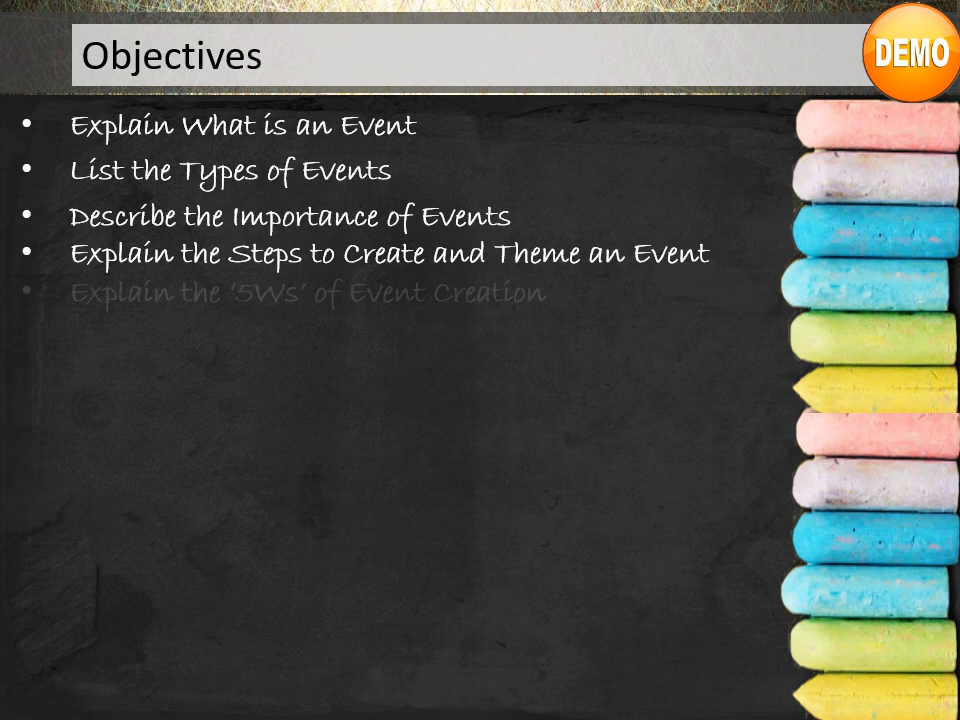 Objectives
DEMO
• Explain What is an Event
• List the Types of Events
• Describe the Importance of Events
• Explain the Steps to Create and Theme an Event
• Explain the ‘5Ws’ of Event Creation